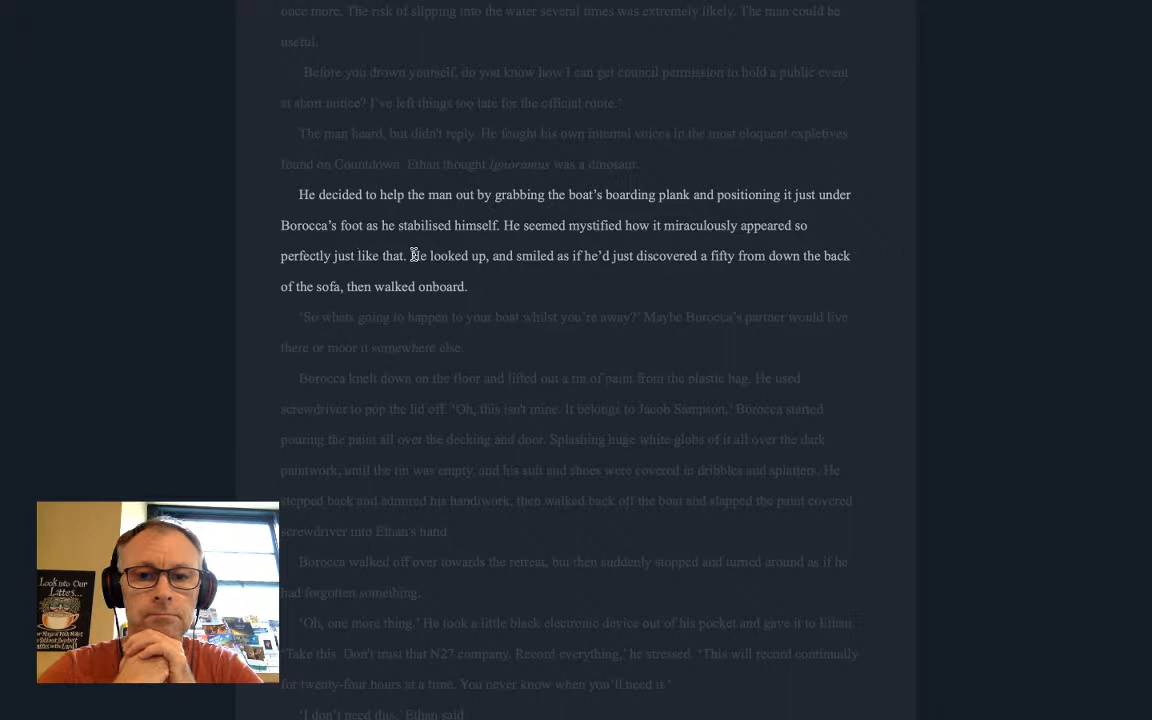 once more. The risk of slipping into the water several times was extremely likely. The man could be
useful.
'Before you drown yourself, do you know how I can get council permission to hold a public event
at short notice? I've left things too late for the official route.'
The man heard, but didn't reply. He fought his own internal voices in the most eloquent expletives
found on Countdown. Ethan thought Ignoramus was a dinosaur.
He decided to help the man out by grabbing the boat's boarding plank and positioning it just under
Borocca's foot as he stabilised himself. He seemed mystified how it miraculously appeared so
perfectly just like that. He looked up, and smiled as if he'd just discovered a fifty from down the back
of the sofa, then walked onboard.
'So whats going to happen to your boat whilst you're away?' Maybe Borocca's partner would live
there or moor it somewhere else.
Borocca knelt down on the floor and lifted out a tin of paint from the plastic bag. He used
screwdriver to pop the lid off. 'Oh, this isn't mine. It belongs to Jacob Sampson.' Borocca started
pouring the paint all over the decking and door. Splashing huge white globs of it all over the dark
paintwork, until the tin was empty, and his suit and shoes were covered in dribbles and splatters. He
stepped back and admired his handiwork, then walked back off the boat and slapped the paint covered
screwdriver into Ethan's hand
Borocca walked off over towards the retreat, but then suddenly stopped and turned around as if he
had forgotten something.
'Oh, one more thing.' He took a little black electronic device out of his pocket and gave it to Ethan.
'Take this. Don't trust that N27 company. Record everything,' he stressed. 'This will record continually
for twenty-four hours at a time. You never know when you'll need it.'
'I don't need this,' Ethan said
Look into Our
Lattes...